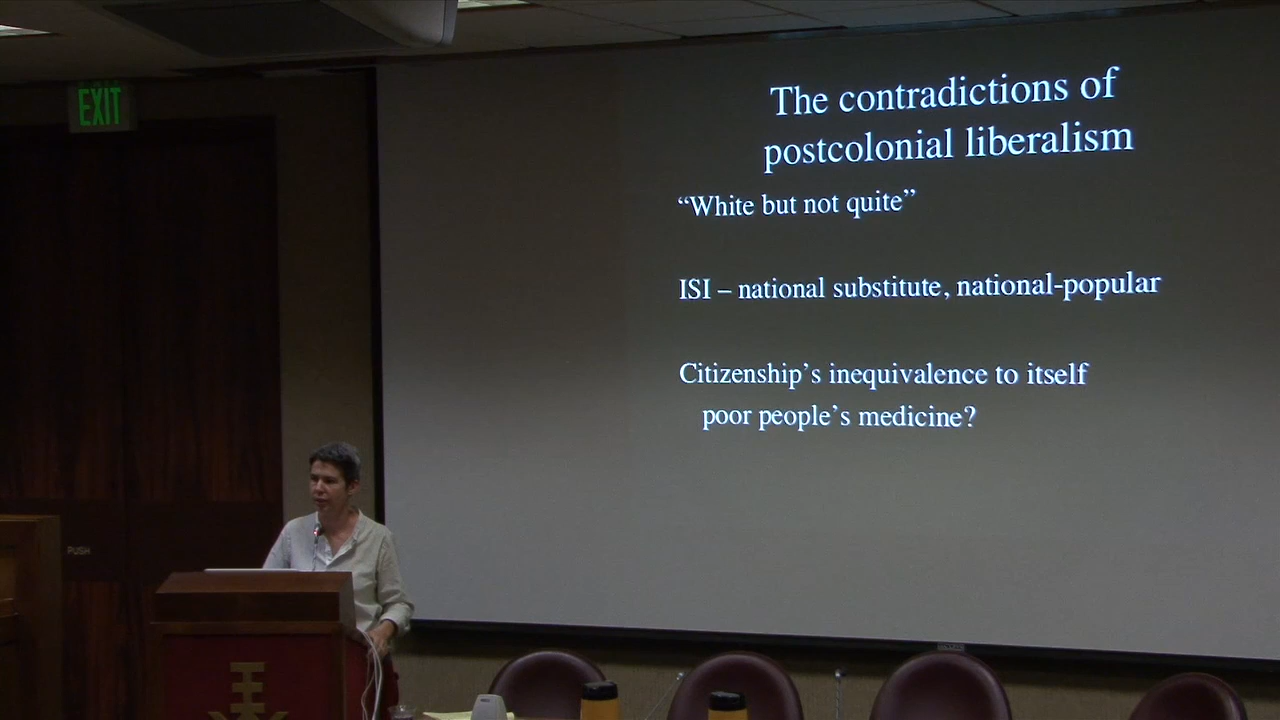 EXIT
The contradictions of
postcolonial liberalism
“White but not quite”
ISI – national substitute, national-popular
Citizenship’s inequivalence to itself
poor people’s medicine?
PUSH